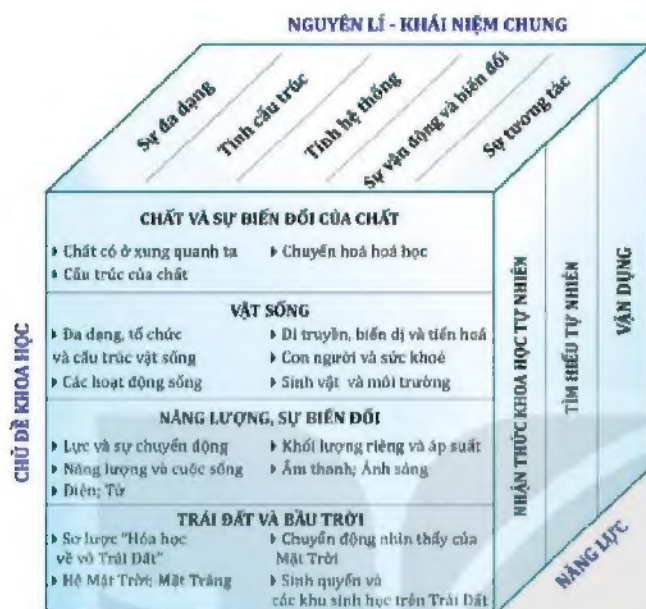 NGUYÊN LÍ - KHÁI NIỆM CHUNG
Sự đa dạng
Tính cấu trúc
Tính hệ thống
Sự vận động và biến đổi
Sự tương tác
CHỦ ĐỀ KHOA HỌC
CHẤT VÀ SỰ BIẾN ĐỔI CỦA CHẤT
Chất có ở xung quanh ta
Cấu trúc của chất
Chuyển hoá hoá học
VẬT SỐNG
Đa dạng, tổ chức
và cấu trúc vật sống
Các hoạt động sống
Di truyền, biến dị và tiến hoá
Con người và sức khoẻ
Sinh vật và môi trường
NĂNG LƯỢNG, SỰ BIẾN ĐỔI
Lực và sự chuyển động
Năng lượng và cuộc sống
Điện; Từ
Khối lượng riêng và áp suất
Âm thanh; Ánh sáng
TRÁI ĐẤT VÀ BẦU TRỜI
Sơ lược "Hóa học
về vỏ Trái Đất"
Hệ Mặt Trời; Mặt Trăng
Chuyển động nhìn thấy của
Mặt Trời
Sinh quyển và
các khu sinh học trên Trái Đất
NHẬN THỨC KHOA HỌC TỰ NHIÊN
TÌM HIỂU TỰ NHIÊN
VẬN DỤNG
NĂNG LỰC